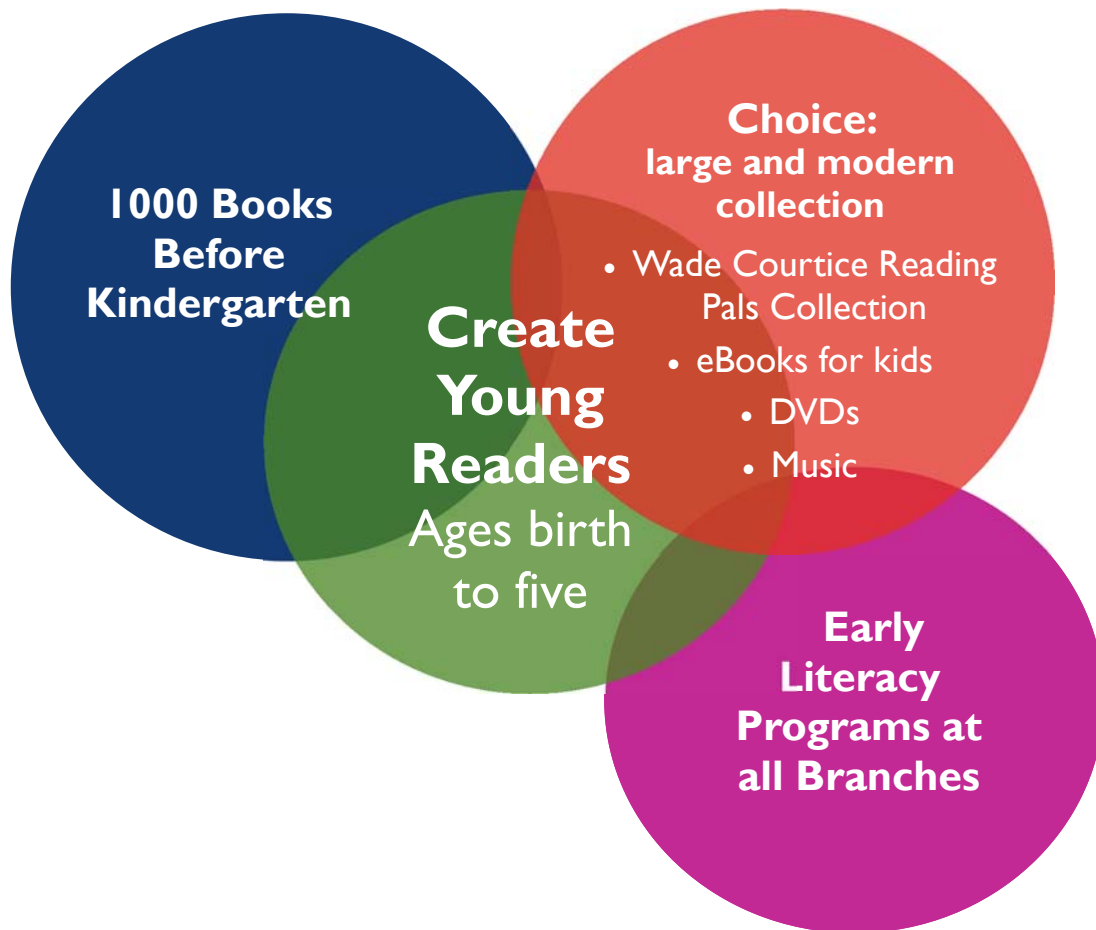 1000 Books
Before
Kindergarten
Choice:
large and modern
collection
• Wade Courtice Reading
Pals Collection
• eBooks for kids
• DVDs
• Music
Create
Young
Readers
Ages birth
to five
Early
Literacy
Programs at
all Branches